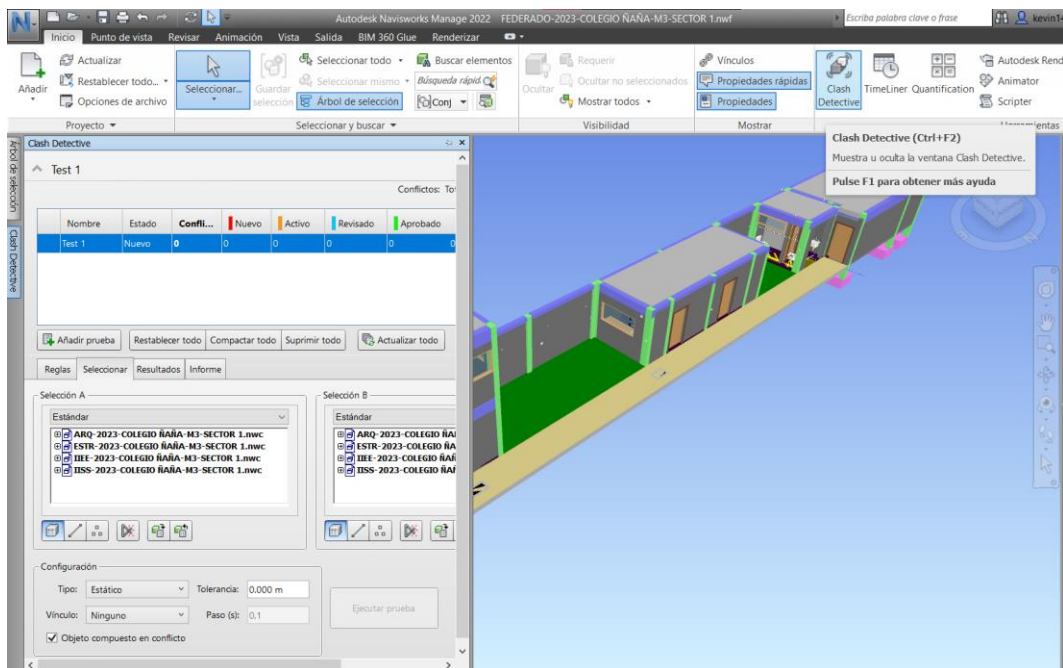 Autodesk Navisworks Manage 2022 FEDERADO-2023-COLEGIO ÑAÑA-M3-SECTOR 1.nwf
Escriba palabra clave o frase
kevin14
Inicio Punto de vista Revisar Animación Vista Salida BIM 360 Glue Renderizar
Añadir
Actualizar
Restablecer todo...
Opciones de archivo
Proyecto
Seleccionar...
Guardar selección
Seleccionar todo
Seleccionar mismo
Árbol de selección
Buscar elementos
Búsqueda rápid
Conj
Seleccionar y buscar
Ocultar
Requerir
Ocultar no seleccionados
Mostrar todos
Visibilidad
Vínculos
Propiedades rápidas
Propiedades
Mostrar
Clash Detective
TimeLiner Quantification
Autodesk Rend
Animator
Scripter
Herramientas
Clash Detective (Ctrl+F2)
Muestra u oculta la ventana Clash Detective.
Pulse F1 para obtener más ayuda
Árbol de selección
Clash Detective
Clash Detective
Test 1
Conflictos: To
Nombre Estado Confli... Nuevo Activo Revisado Aprobado
Test 1 Nuevo 0 0 0 0 0 0
Añadir prueba Restablecer todo Compactar todo Suprimir todo Actualizar todo
Reglas Seleccionar Resultados Informe
Selección A
Estándar
ARQ-2023-COLEGIO ÑAÑA-M3-SECTOR 1.nwc
ESTR-2023-COLEGIO ÑAÑA-M3-SECTOR 1.nwc
IIEE-2023-COLEGIO ÑAÑA-M3-SECTOR 1.nwc
IISS-2023-COLEGIO ÑAÑA-M3-SECTOR 1.nwc
Selección B
Estándar
ARQ-2023-COLEGIO ÑA
ESTR-2023-COLEGIO ÑA
IIEE-2023-COLEGIO ÑAÑ
IISS-2023-COLEGIO ÑAÑ
Configuración
Tipo: Estático Tolerancia: 0.000 m
Vínculo: Ninguno Paso (s): 0,1
Objeto compuesto en conflicto
Ejecutar prueba